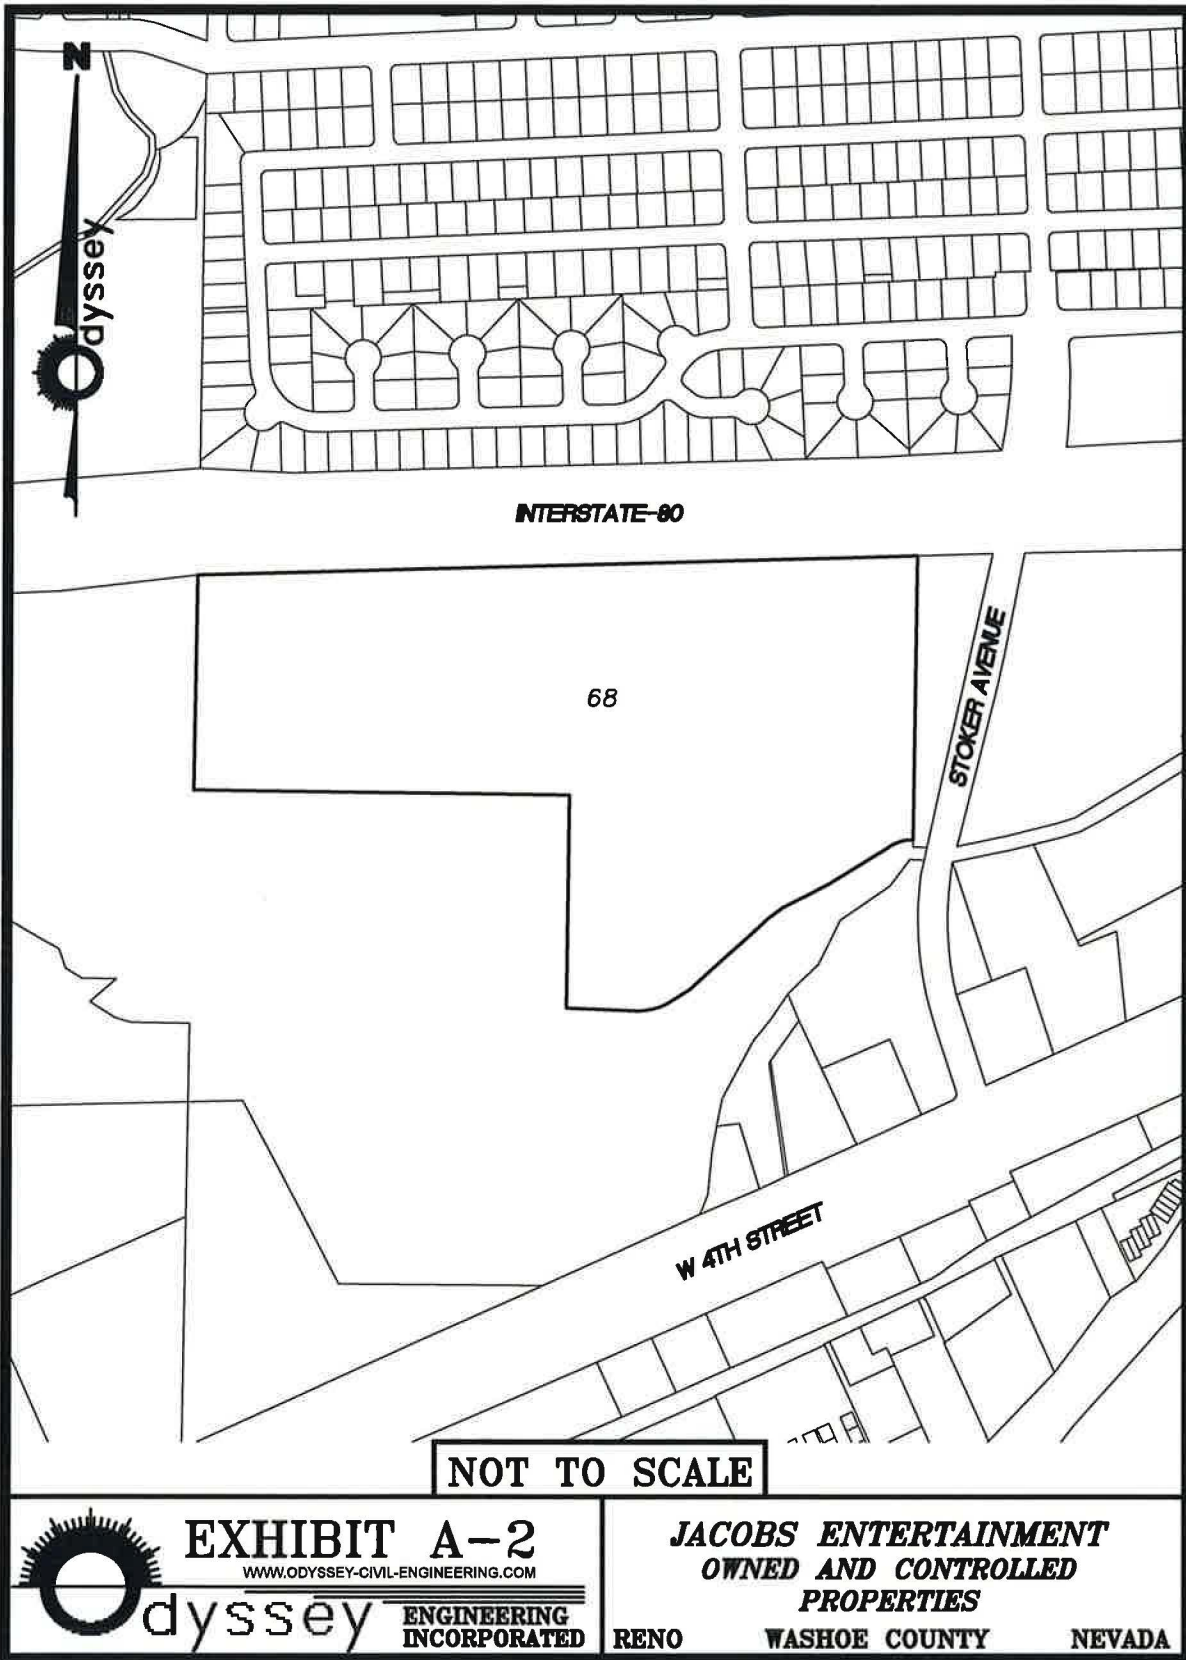 N
Odyssey
INTERSTATE-80
68
STOKER AVENUE
W 4TH STREET
NOT TO SCALE
EXHIBIT A-2
WWW.ODYSSEY-CIVIL-ENGINEERING.COM
Odyssey
ENGINEERING
INCORPORATED
JACOBS ENTERTAINMENT
OWNED AND CONTROLLED
PROPERTIES
RENO WASHOE COUNTY NEVADA